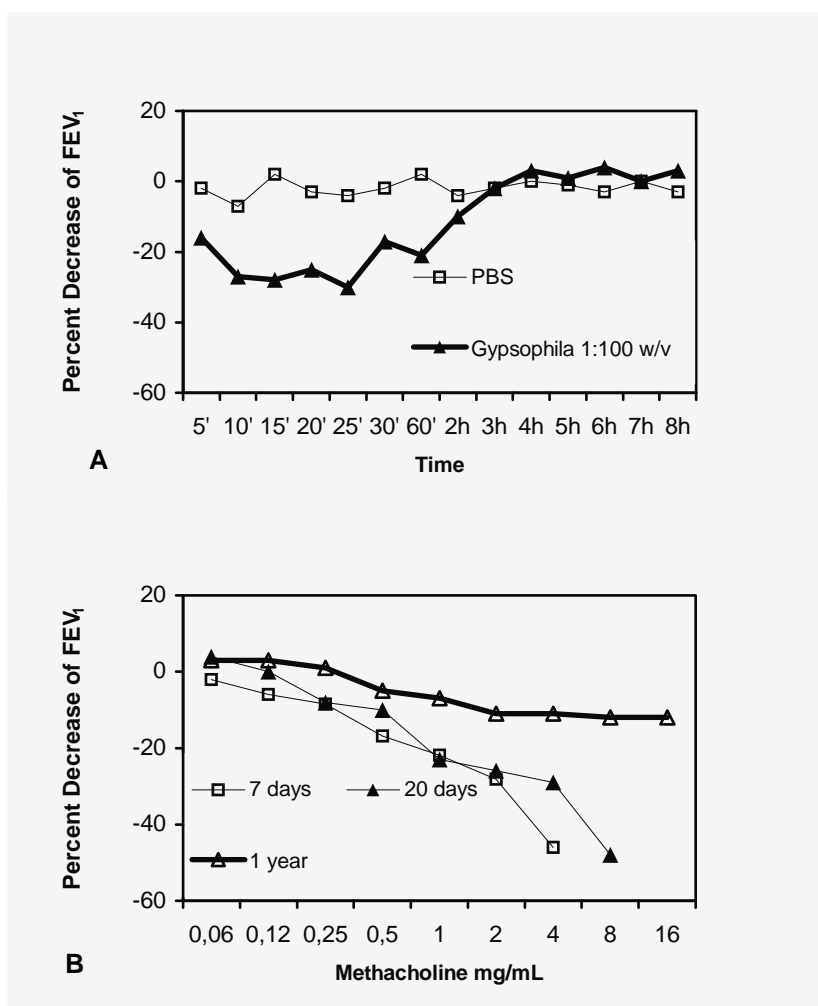 Percent Decrease of FEV1
20
0
-20
-40
-60
PBS
Gypsophila 1:100 w/v
5' 10' 15' 20' 25' 30' 60' 2h 3h 4h 5h 6h 7h 8h
Time
A
Percent Decrease of FEV1
20
0
-20
-40
-60
7 days 20 days
1 year
0,06 0,12 0,25 0,5 1 2 4 8 16
Methacholine mg/mL
B